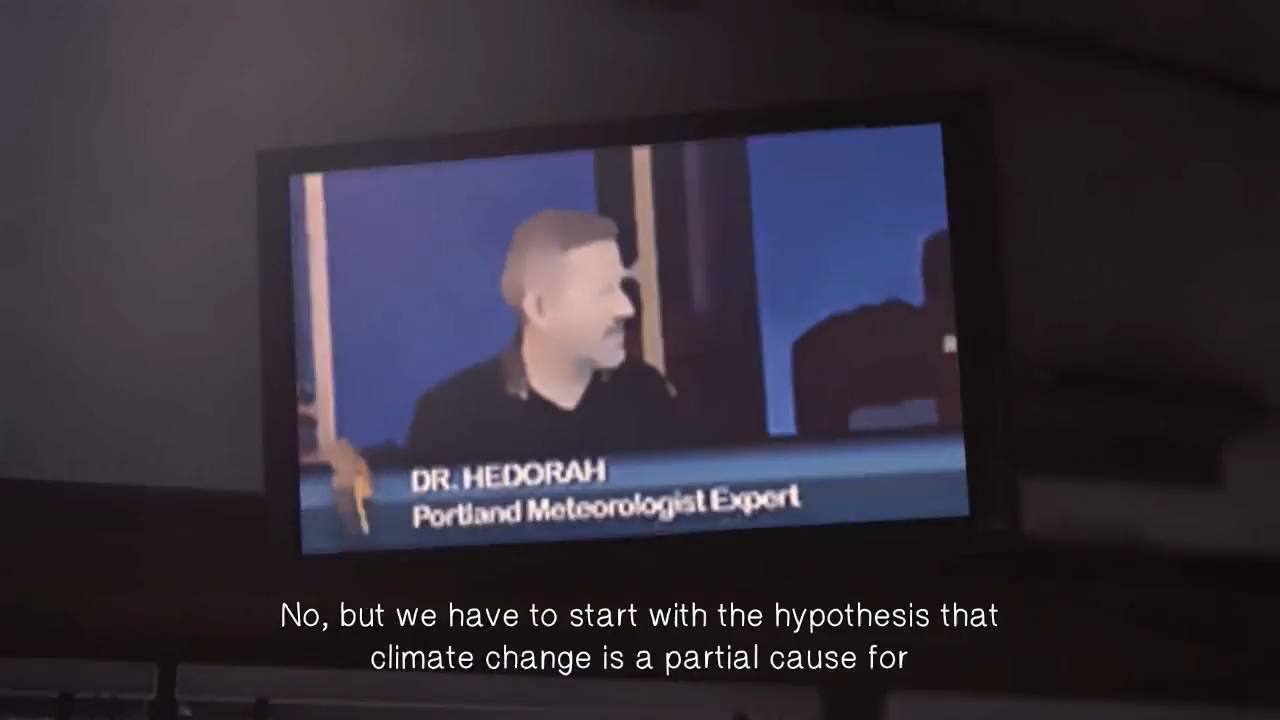 DR. HEDORAH
Portland Meteorologist Expert
No, but we have to start with the hypothesis that
climate change is a partial cause for